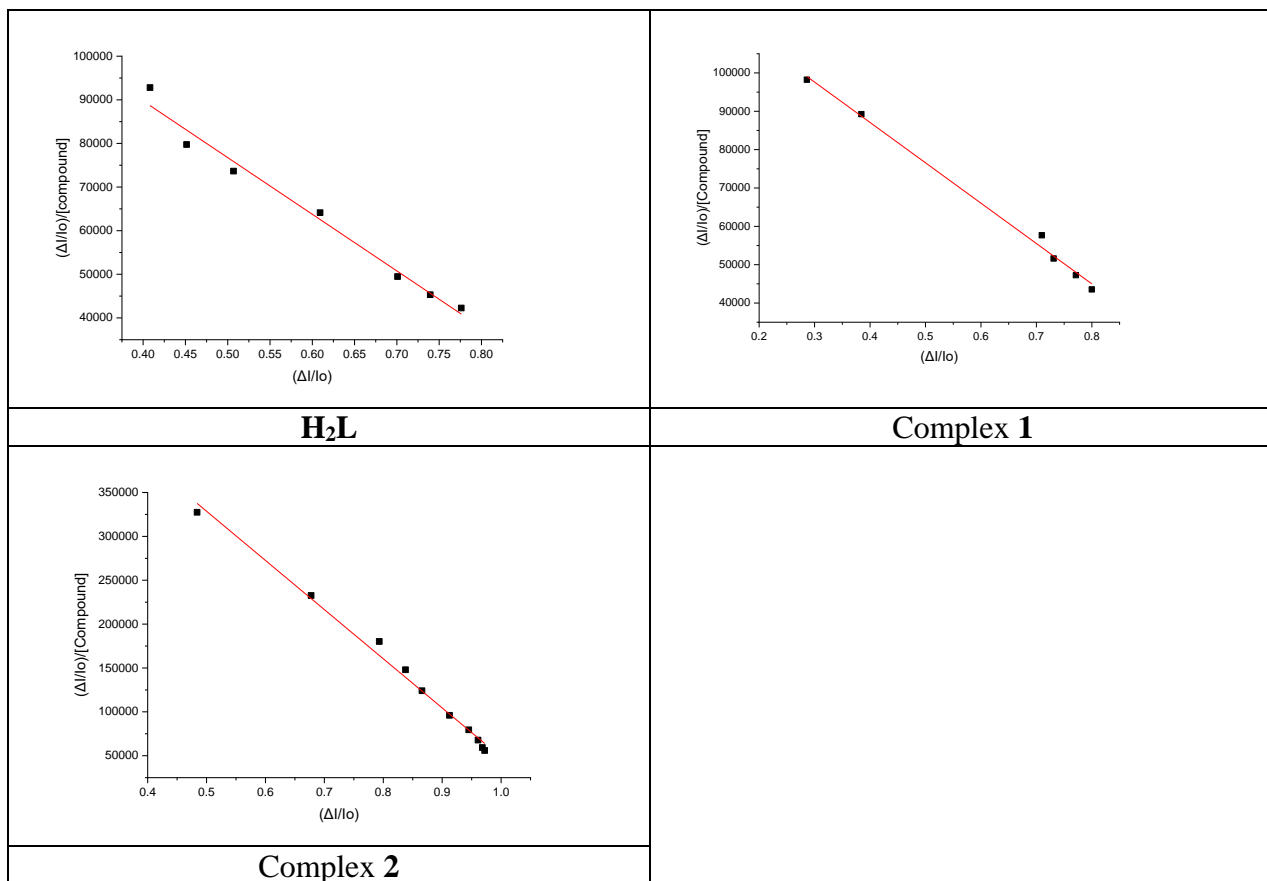 100000
90000
80000
70000
60000
50000
40000
(ΔI/Io)/[compound]
0.40 0.45 0.50 0.55 0.60 0.65 0.70 0.75 0.80
(ΔI/Io)
H₂L
100000
90000
80000
70000
60000
50000
40000
(ΔI/Io)/[Compound]
0.2 0.3 0.4 0.5 0.6 0.7 0.8
(ΔI/Io)
Complex 1
350000
300000
250000
200000
150000
100000
50000
(ΔI/Io)/[Compound]
0.4 0.5 0.6 0.7 0.8 0.9 1.0
(ΔI/Io)
Complex 2